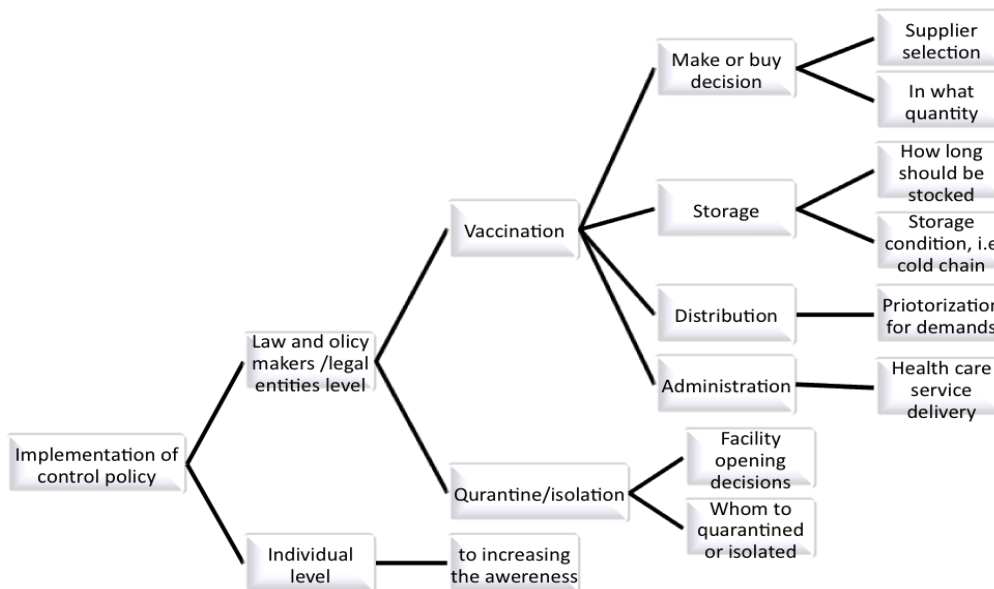 Implementation of
control policy
Law and olicy
makers /legal
entities level
Individual
level
Vaccination
Qurantine/isolation
to increasing
the awereness
Make or buy
decision
Storage
Distribution
Administration
Facility
opening
decisions
Whom to
quarantined
or isolated
Supplier
selection
In what
quantity
How long
should be
stocked
Storage
condition, i.e
cold chain
Priotorization
for demands
Health care
service
delivery